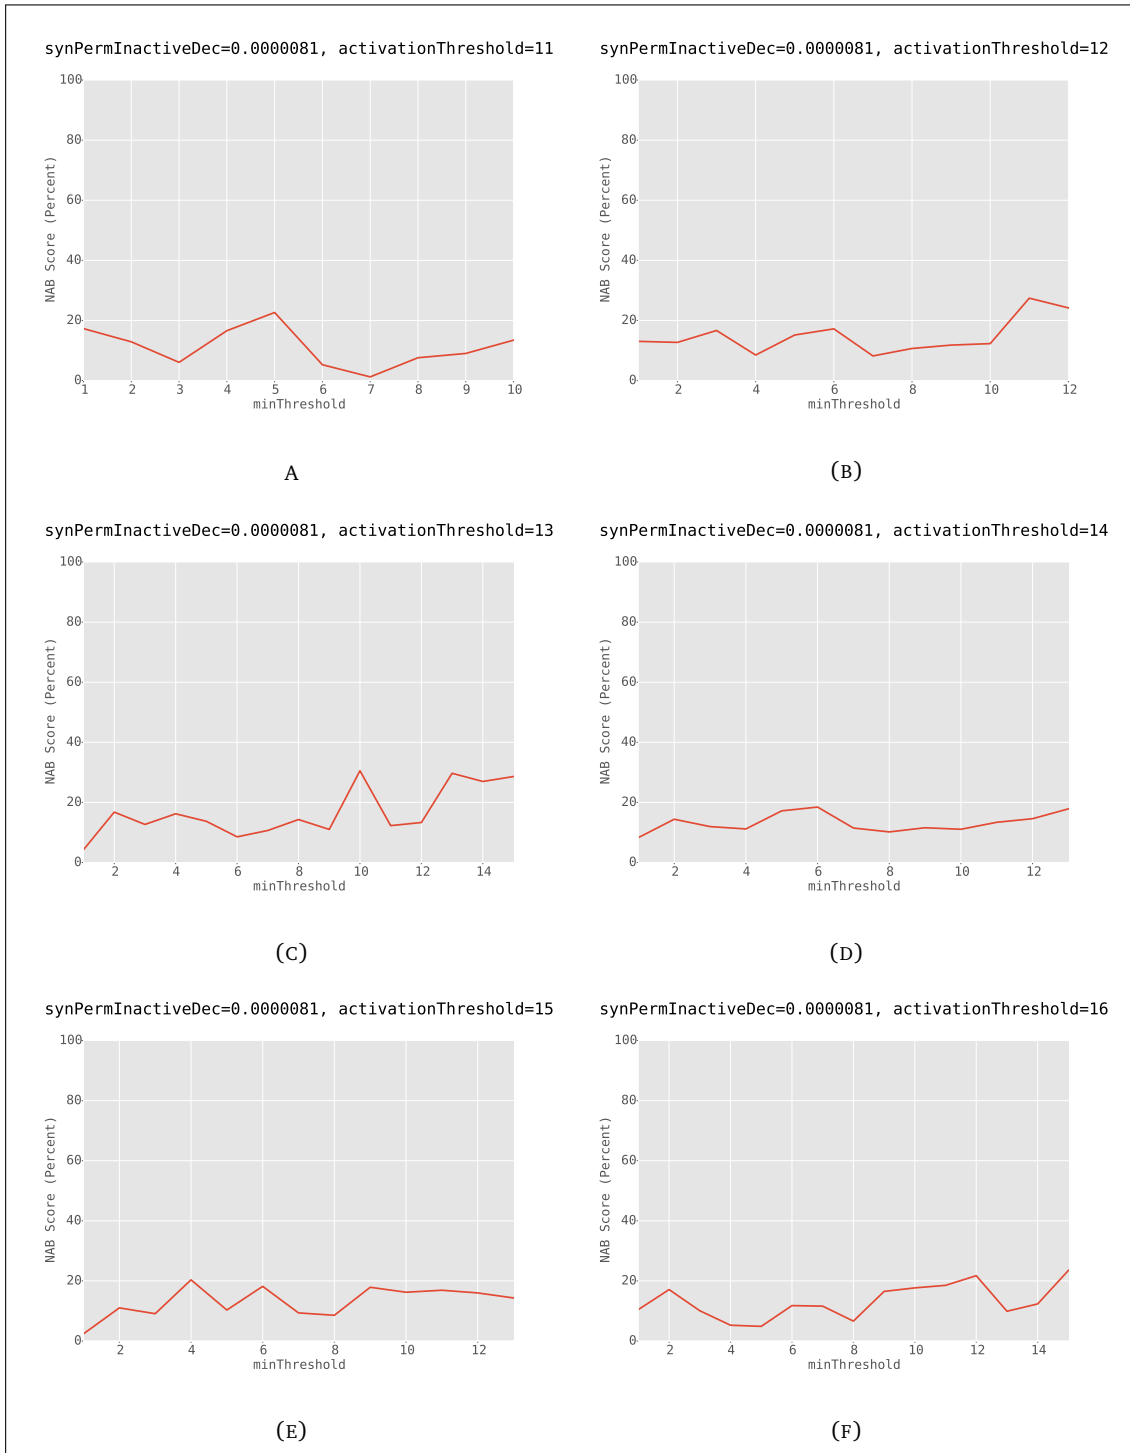 synPermInactiveDec=0.0000081, activationThreshold=11
100
80
60
40
20
0
NAB Score (Percent)
1 2 3 4 5 6 7 8 9 10
minThreshold
A
synPermInactiveDec=0.0000081, activationThreshold=12
100
80
60
40
20
0
NAB Score (Percent)
2 4 6 8 10 12
minThreshold
(B)
synPermInactiveDec=0.0000081, activationThreshold=13
100
80
60
40
20
0
NAB Score (Percent)
2 4 6 8 10 12 14
minThreshold
(C)
synPermInactiveDec=0.0000081, activationThreshold=14
100
80
60
40
20
0
NAB Score (Percent)
2 4 6 8 10 12
minThreshold
(D)
synPermInactiveDec=0.0000081, activationThreshold=15
100
80
60
40
20
0
NAB Score (Percent)
2 4 6 8 10 12
minThreshold
(E)
synPermInactiveDec=0.0000081, activationThreshold=16
100
80
60
40
20
0
NAB Score (Percent)
2 4 6 8 10 12 14
minThreshold
(F)